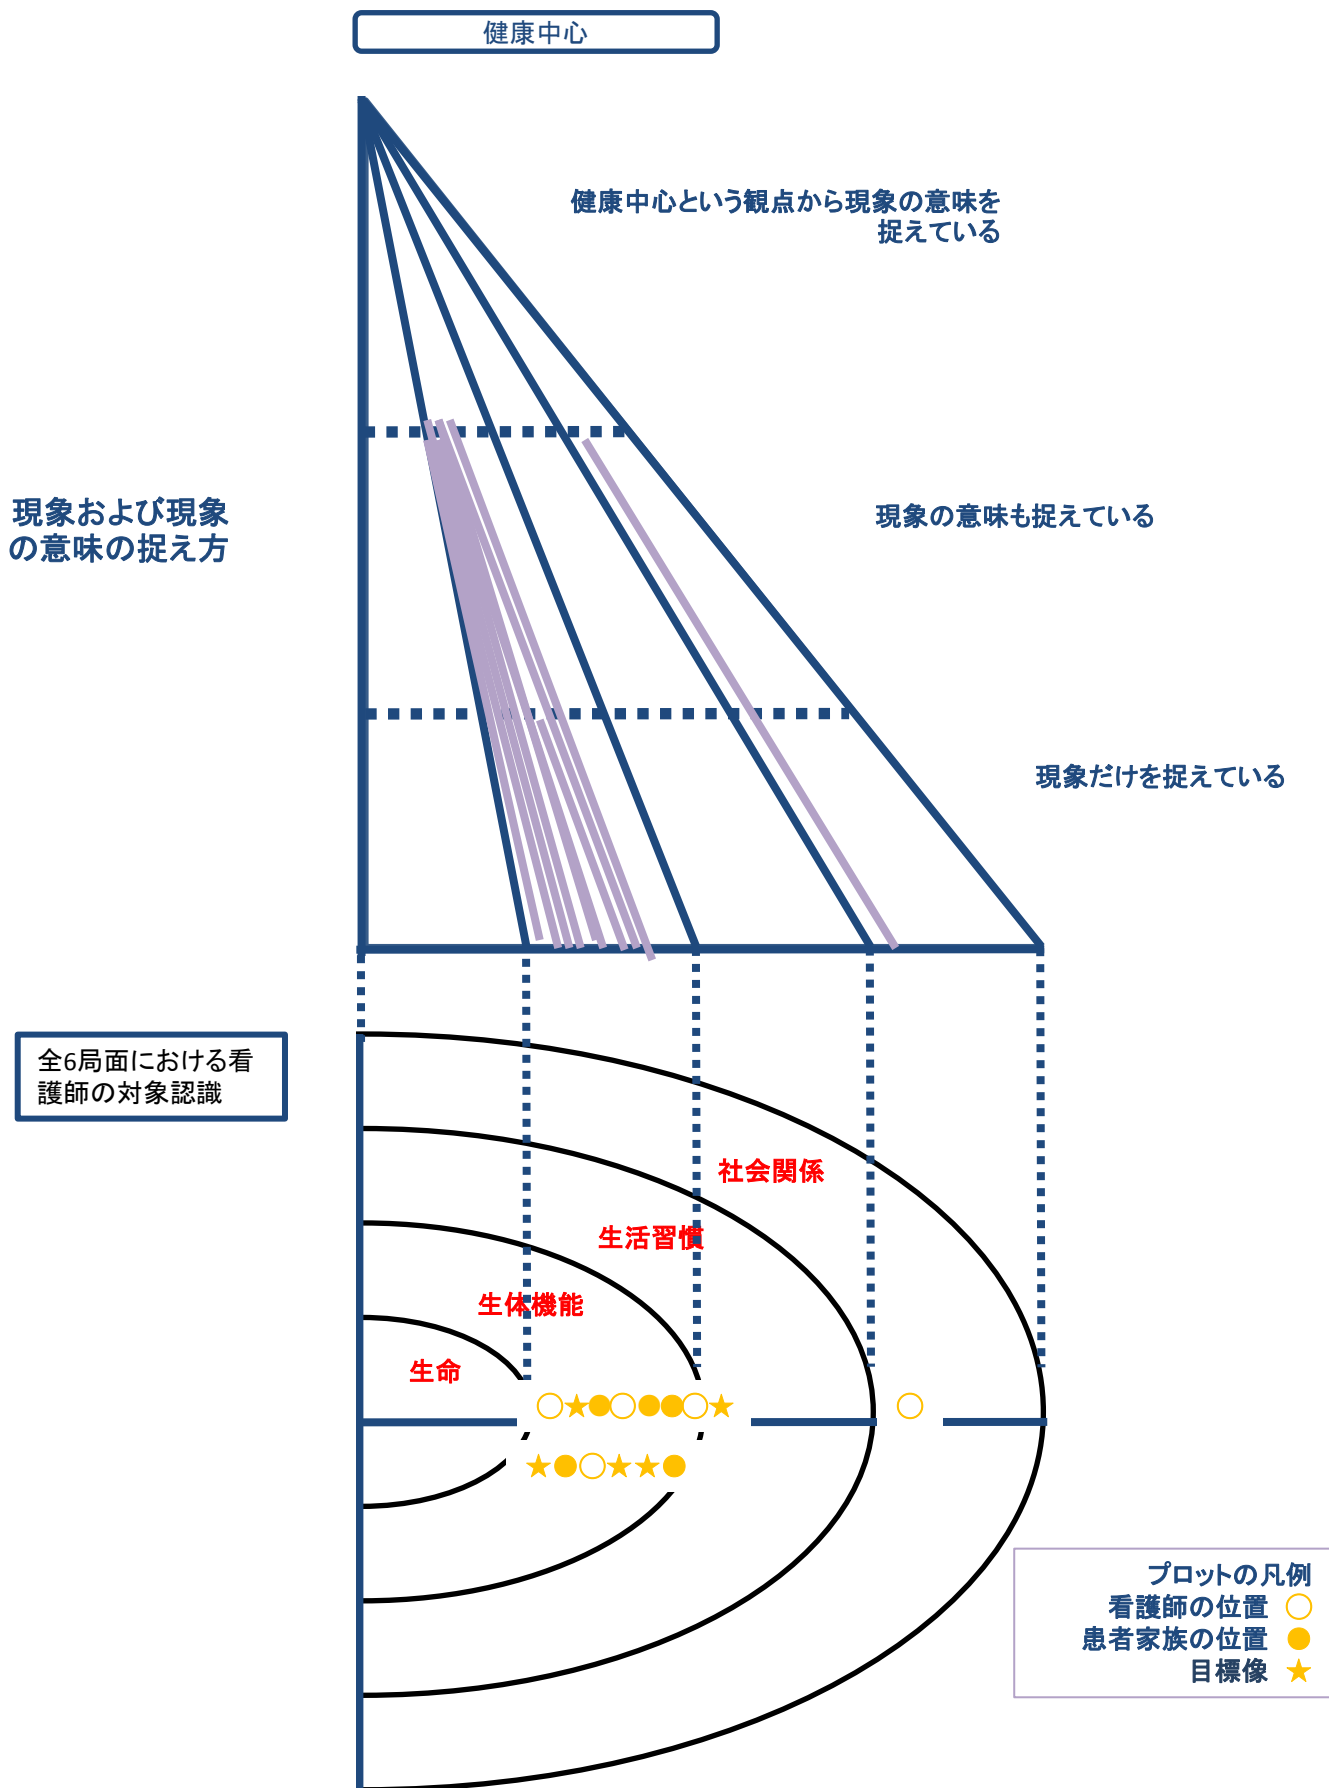 健康中心
健康中心という観点から現象の意味を
捉えている
現象および現象
の意味の捉え方
現象の意味も捉えている
現象だけを捉えている
全6局面における看
護師の対象認識
社会関係
生活習慣
生体機能
生命
プロットの凡例
看護師の位置 ○
患者家族の位置 ●
目標像 ★